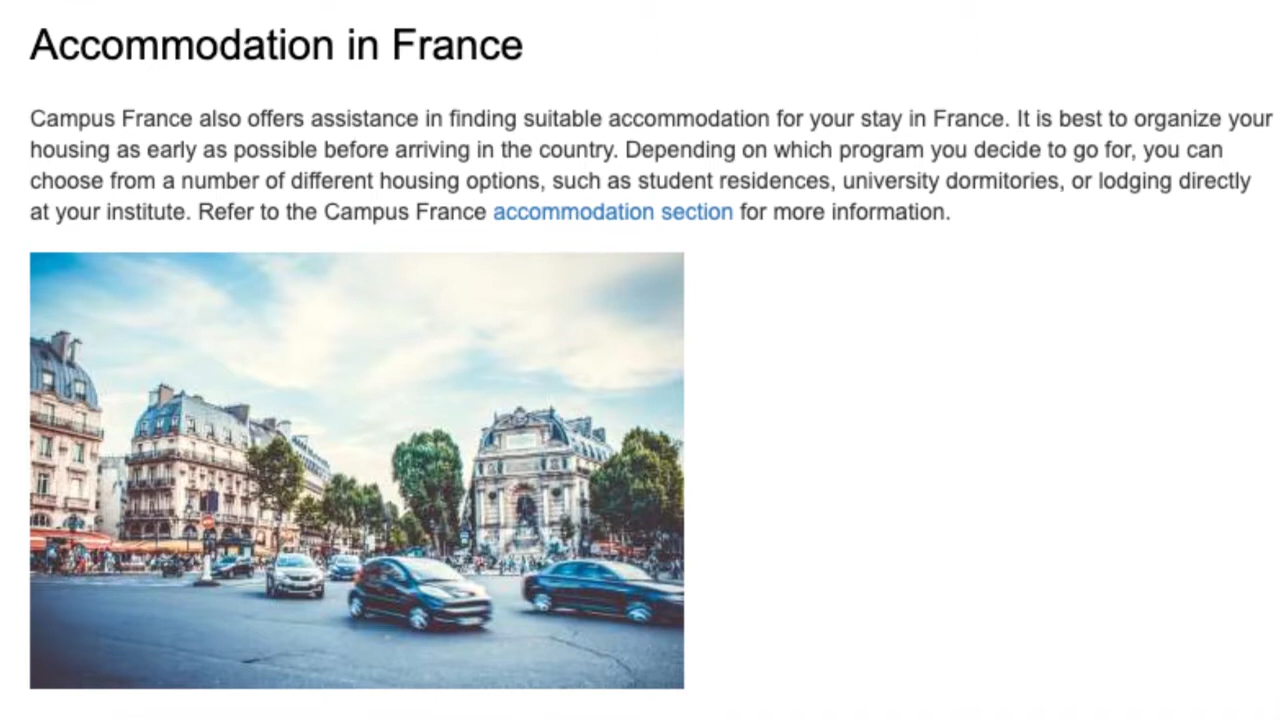 Accommodation in France
Campus France also offers assistance in finding suitable accommodation for your stay in France. It is best to organize your
housing as early as possible before arriving in the country. Depending on which program you decide to go for, you can
choose from a number of different housing options, such as student residences, university dormitories, or lodging directly
at your institute. Refer to the Campus France accommodation section for more information.